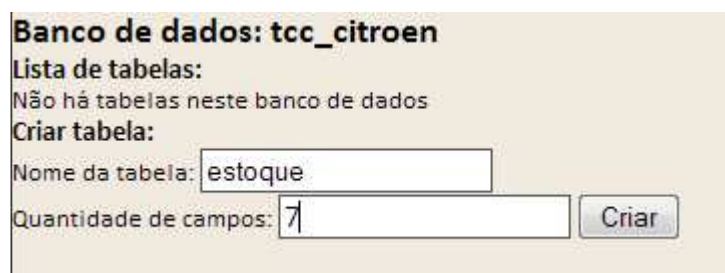 Banco de dados: tcc_citroen
Lista de tabelas:
Não há tabelas neste banco de dados
Criar tabela:
Nome da tabela: estoque
Quantidade de campos: 7 Criar